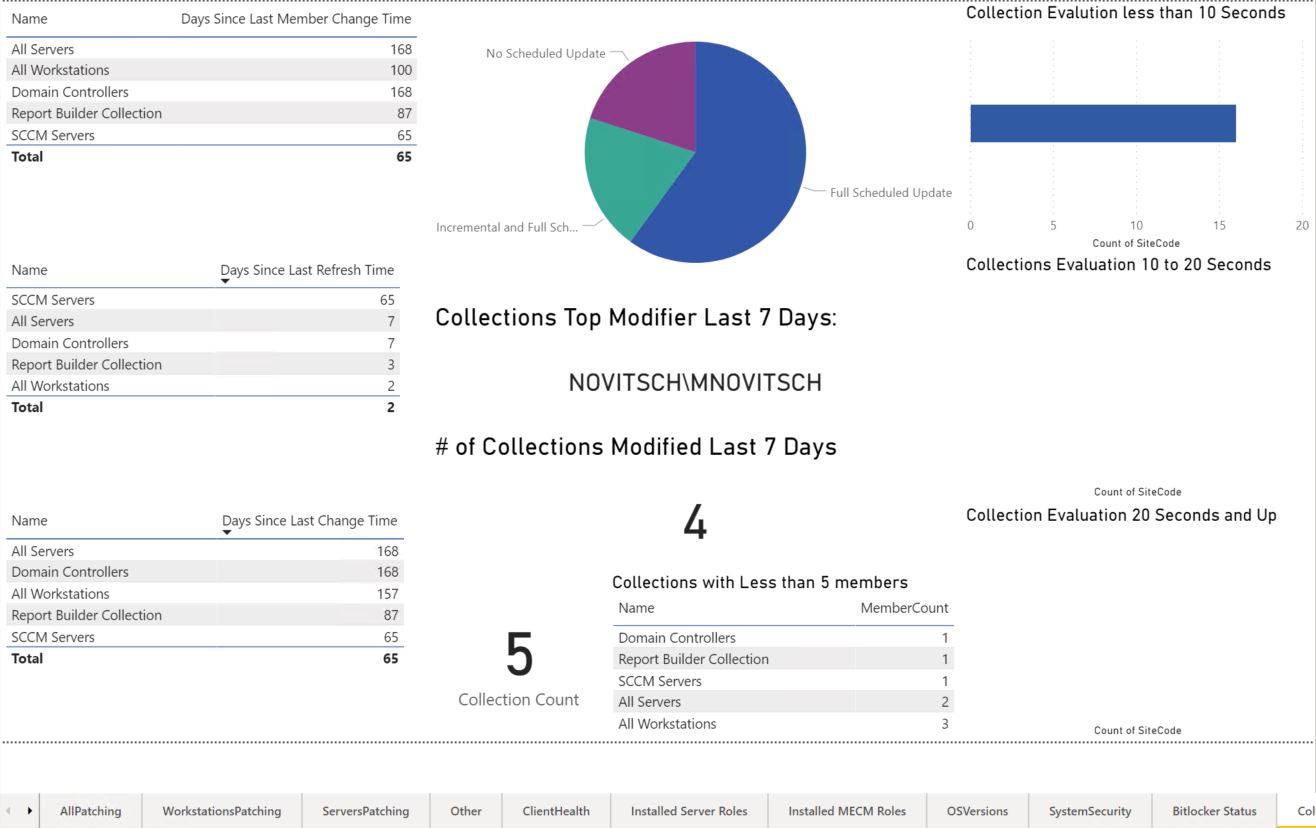 Name Days Since Last Member Change Time
All Servers 168
All Workstations 100
Domain Controllers 168
Report Builder Collection 87
SCCM Servers 65
Total 65
Name Days Since Last Refresh Time
SCCM Servers 65
All Servers 7
Domain Controllers 7
Report Builder Collection 3
All Workstations 2
Total 2
Name Days Since Last Change Time
All Servers 168
Domain Controllers 168
All Workstations 157
Report Builder Collection 87
SCCM Servers 65
Total 65
No Scheduled Update
Full Scheduled Update
Incremental and Full Sch...
Collections Top Modifier Last 7 Days:
NOVITSCH\MNOVITSCH
# of Collections Modified Last 7 Days
4
5
Collection Count
Collections with Less than 5 members
Name MemberCount
Domain Controllers 1
Report Builder Collection 1
SCCM Servers 1
All Servers 2
All Workstations 3
Collection Evalution less than 10 Seconds
0 5 10 15 20
Count of SiteCode
Collections Evaluation 10 to 20 Seconds
Count of SiteCode
Collection Evaluation 20 Seconds and Up
Count of SiteCode
AllPatching WorkstationsPatching ServersPatching Other ClientHealth Installed Server Roles Installed MECM Roles OSVersions SystemSecurity Bitlocker Status Col